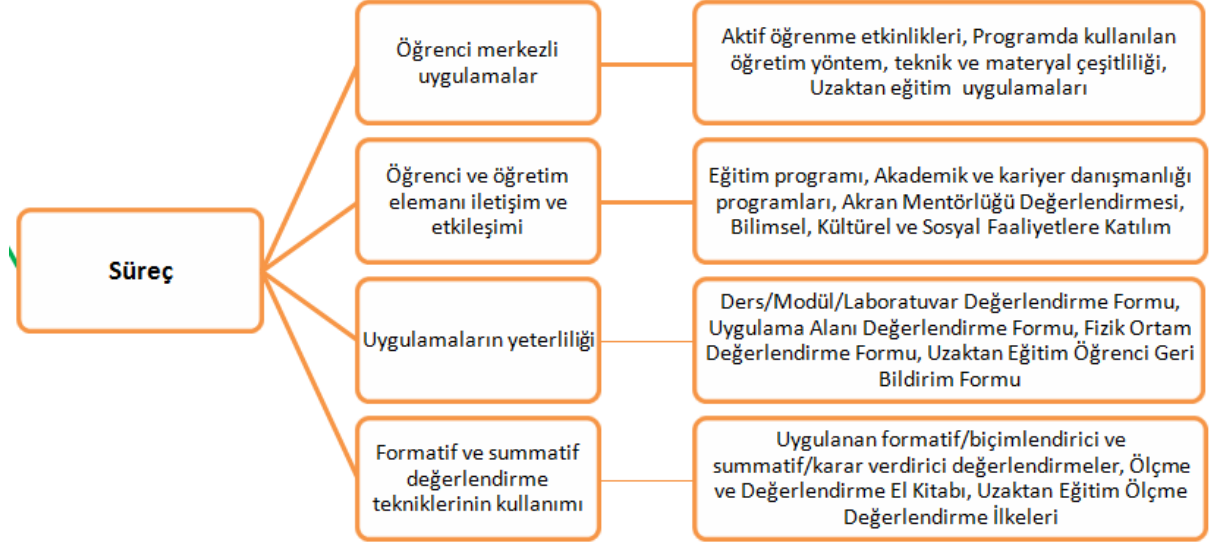 Süreç
Öğrenci merkezli
uygulamalar
Aktif öğrenme etkinlikleri, Programda kullanılan
öğretim yöntem, teknik ve materyal çeşitliliği,
Uzaktan eğitim uygulamaları
Öğrenci ve öğretim
elemanı iletişim ve
etkileşimi
Eğitim programı, Akademik ve kariyer danışmanlığı
programları, Akran Mentörlüğü Değerlendirmesi,
Bilimsel, Kültürel ve Sosyal Faaliyetlere Katılım
Uygulamaların yeterliliği
Ders/Modül/Laboratuvar Değerlendirme Formu,
Uygulama Alanı Değerlendirme Formu, Fizik Ortam
Değerlendirme Formu, Uzaktan Eğitim Öğrenci Geri
Bildirim Formu
Formatif ve summatif
değerlendirme
tekniklerinin kullanımı
Uygulanan formatif/biçimlendirici ve
summatif/karar verdirici değerlendirmeler, Ölçme
ve Değerlendirme El Kitabı, Uzaktan Eğitim Ölçme
Değerlendirme İlkeleri